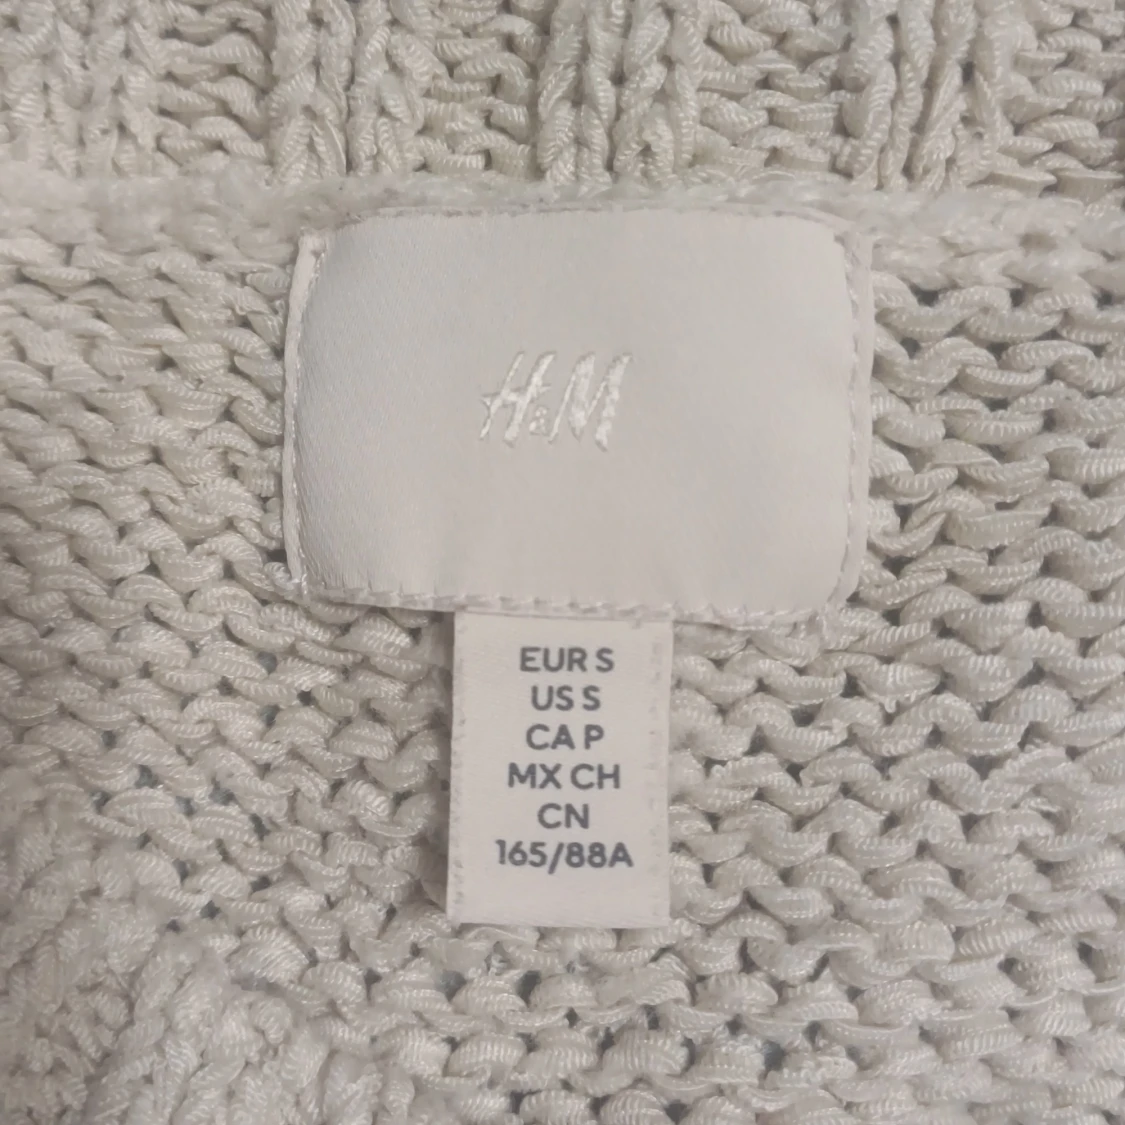 H&M
EUR S
US S
CA P
MX CH
CN
165/88A